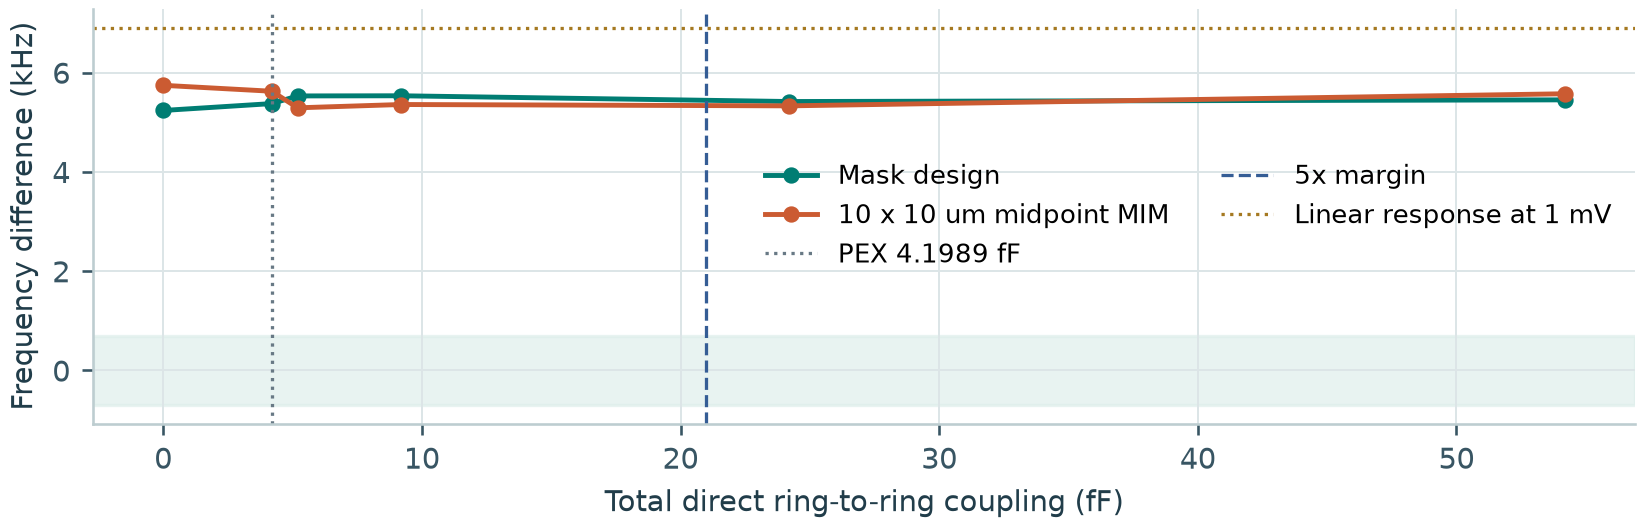 Frequency difference (kHz)
6
4
2
0
Mask design
10 x 10 um midpoint MIM
PEX 4.1989 fF
5x margin
Linear response at 1 mV
0 10 20 30 40 50
Total direct ring-to-ring coupling (fF)